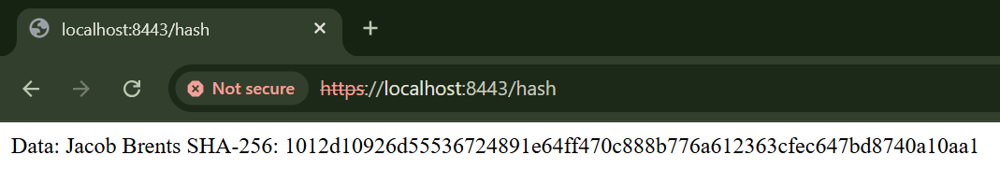 localhost:8443/hash
Not secure https://localhost:8443/hash
Data: Jacob Brents SHA-256: 1012d10926d55536724891e64ff470c888b776a612363cfec647bd8740a10aa1